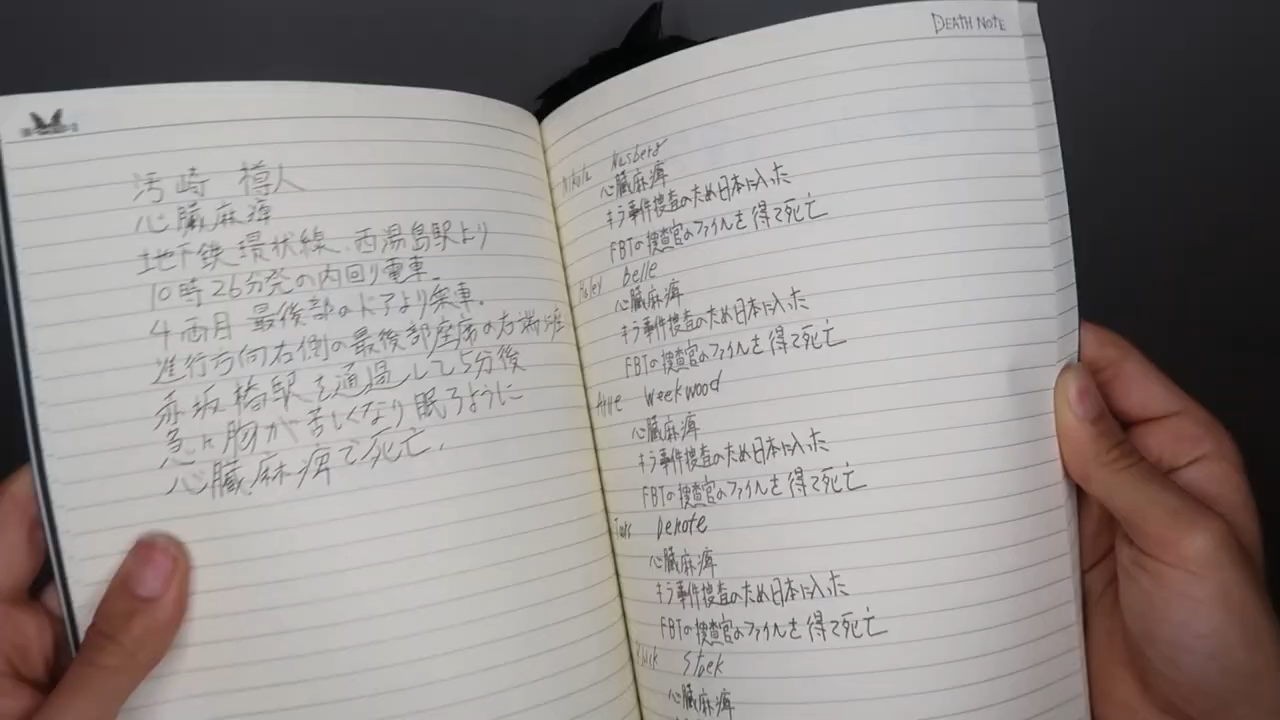 汚崎 樽人
心臓麻痺
地下鉄 環状線 西湯島駅より
10時26分発の内回り電車.
4両目 最後部のドアより乗車.
進行方向右側の最後部座席の右端
赤坂橋駅を通過して5分後
急に胸が苦しくなり眠るように
心臓麻痺で死亡.
DEATH NOTE
Nikola Nasberg
心臓麻痺
キラ事件捜査のため日本に入った
FBIの捜査官のファイルを得て死亡
belle
心臓麻痺
キラ事件捜査のため日本に入った
FBIの捜査官のファイルを得て死亡
Weekwood
心臓麻痺
キラ事件捜査のため日本に入った
FBIの捜査官のファイルを得て死亡
Denote
心臓麻痺
キラ事件捜査のため日本に入った
FBIの捜査官のファイルを得て死亡
Staek
心臓麻痺